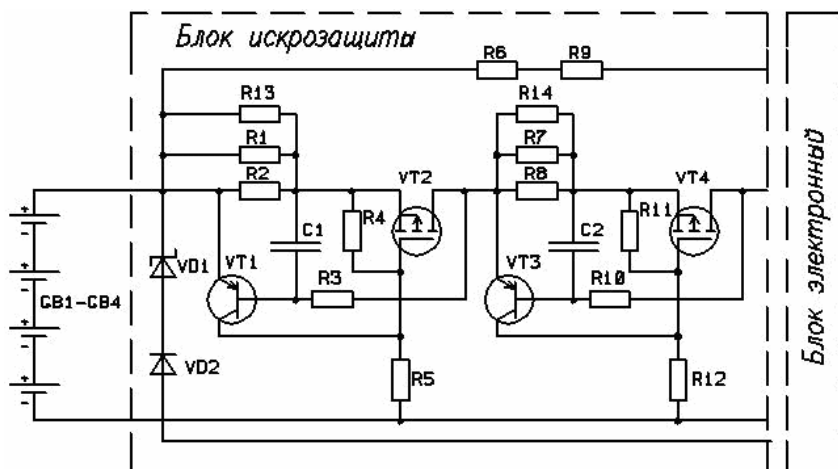 Блок искрозащиты
R6 R9
R13 R14
R1 R7
R2 R8
VT2 VT4
R4 R11
C1 C2
VD1 VT1 VT3
R3 R10
GB1-GB4
VD2
R5 R12
Блок электронный